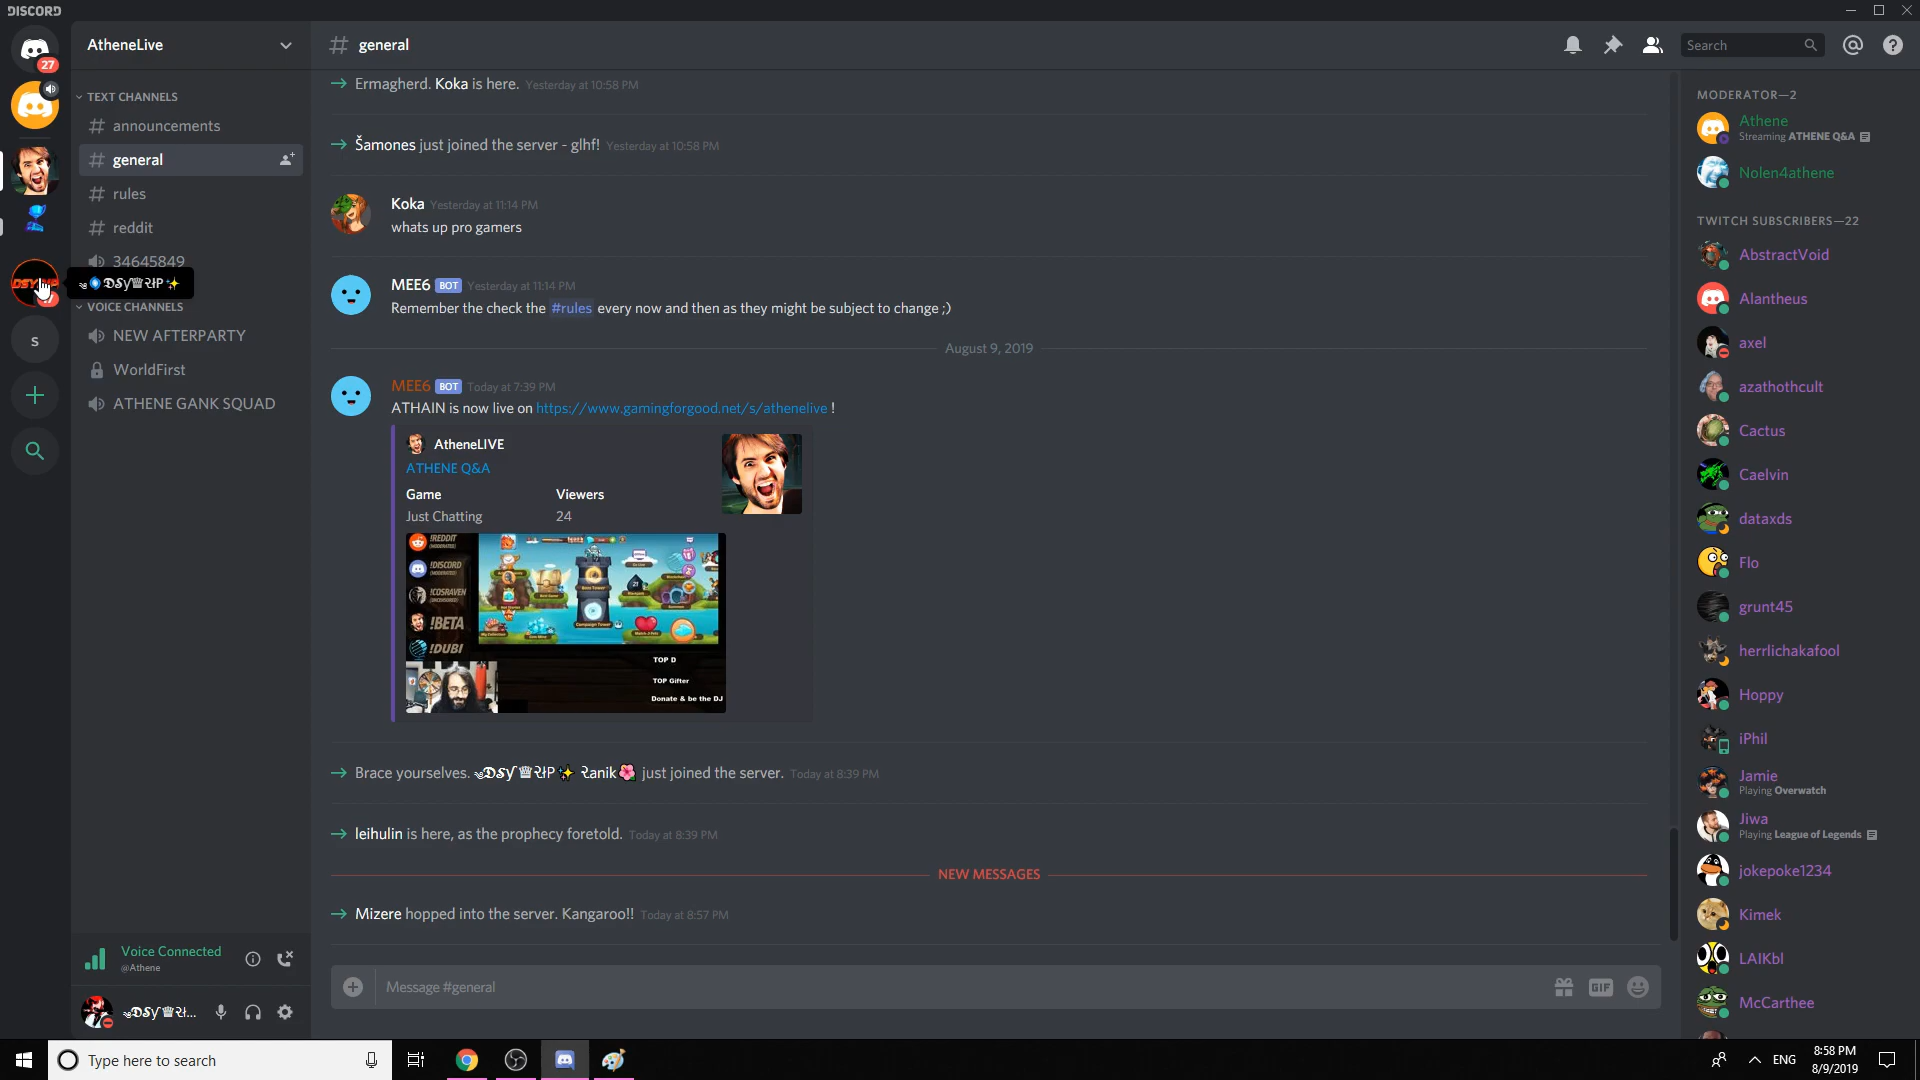 DISCORD
27
AtheneLive
TEXT CHANNELS
announcements
general
rules
reddit
34645849
VOICE CHANNELS
NEW AFTERPARTY
WorldFirst
ATHENE GANK SQUAD
s
Voice Connected
@Athene
general
Search
Ermagherd. Koka is here. Yesterday at 10:58 PM
Šamones just joined the server - glhf! Yesterday at 10:58 PM
Koka Yesterday at 11:14 PM
whats up pro gamers
MEE6 BOT Yesterday at 11:14 PM
Remember the check the #rules every now and then as they might be subject to change ;)
August 9, 2019
MEE6 BOT Today at 7:39 PM
ATHAIN is now live on https://www.gamingforgood.net/s/athenelive !
AtheneLIVE
ATHENE Q&A
Game Viewers
Just Chatting 24
!REDDIT
(MODERATED)
!DISCORD
(MODERATED)
!COSRAVEN
!BETA
!DUBI
TOP D
TOP Gifter
Donate & be the DJ
Brace yourselves. just joined the server. Today at 8:39 PM
leihulin is here, as the prophecy foretold. Today at 8:39 PM
NEW MESSAGES
Mizere hopped into the server. Kangaroo!! Today at 8:57 PM
Message #general
GIF
MODERATOR—2
Athene
Streaming ATHENE Q&A
Nolen4athene
TWITCH SUBSCRIBERS—22
AbstractVoid
Alantheus
axel
azathothcult
Cactus
Caelvin
dataxds
Flo
grunt45
herrlichakafool
Hoppy
iPhil
Jamie
Playing Overwatch
Jiwa
Playing League of Legends
jokepoke1234
Kimek
LAIKbl
McCarthee
Type here to search
ENG
8:58 PM
8/9/2019